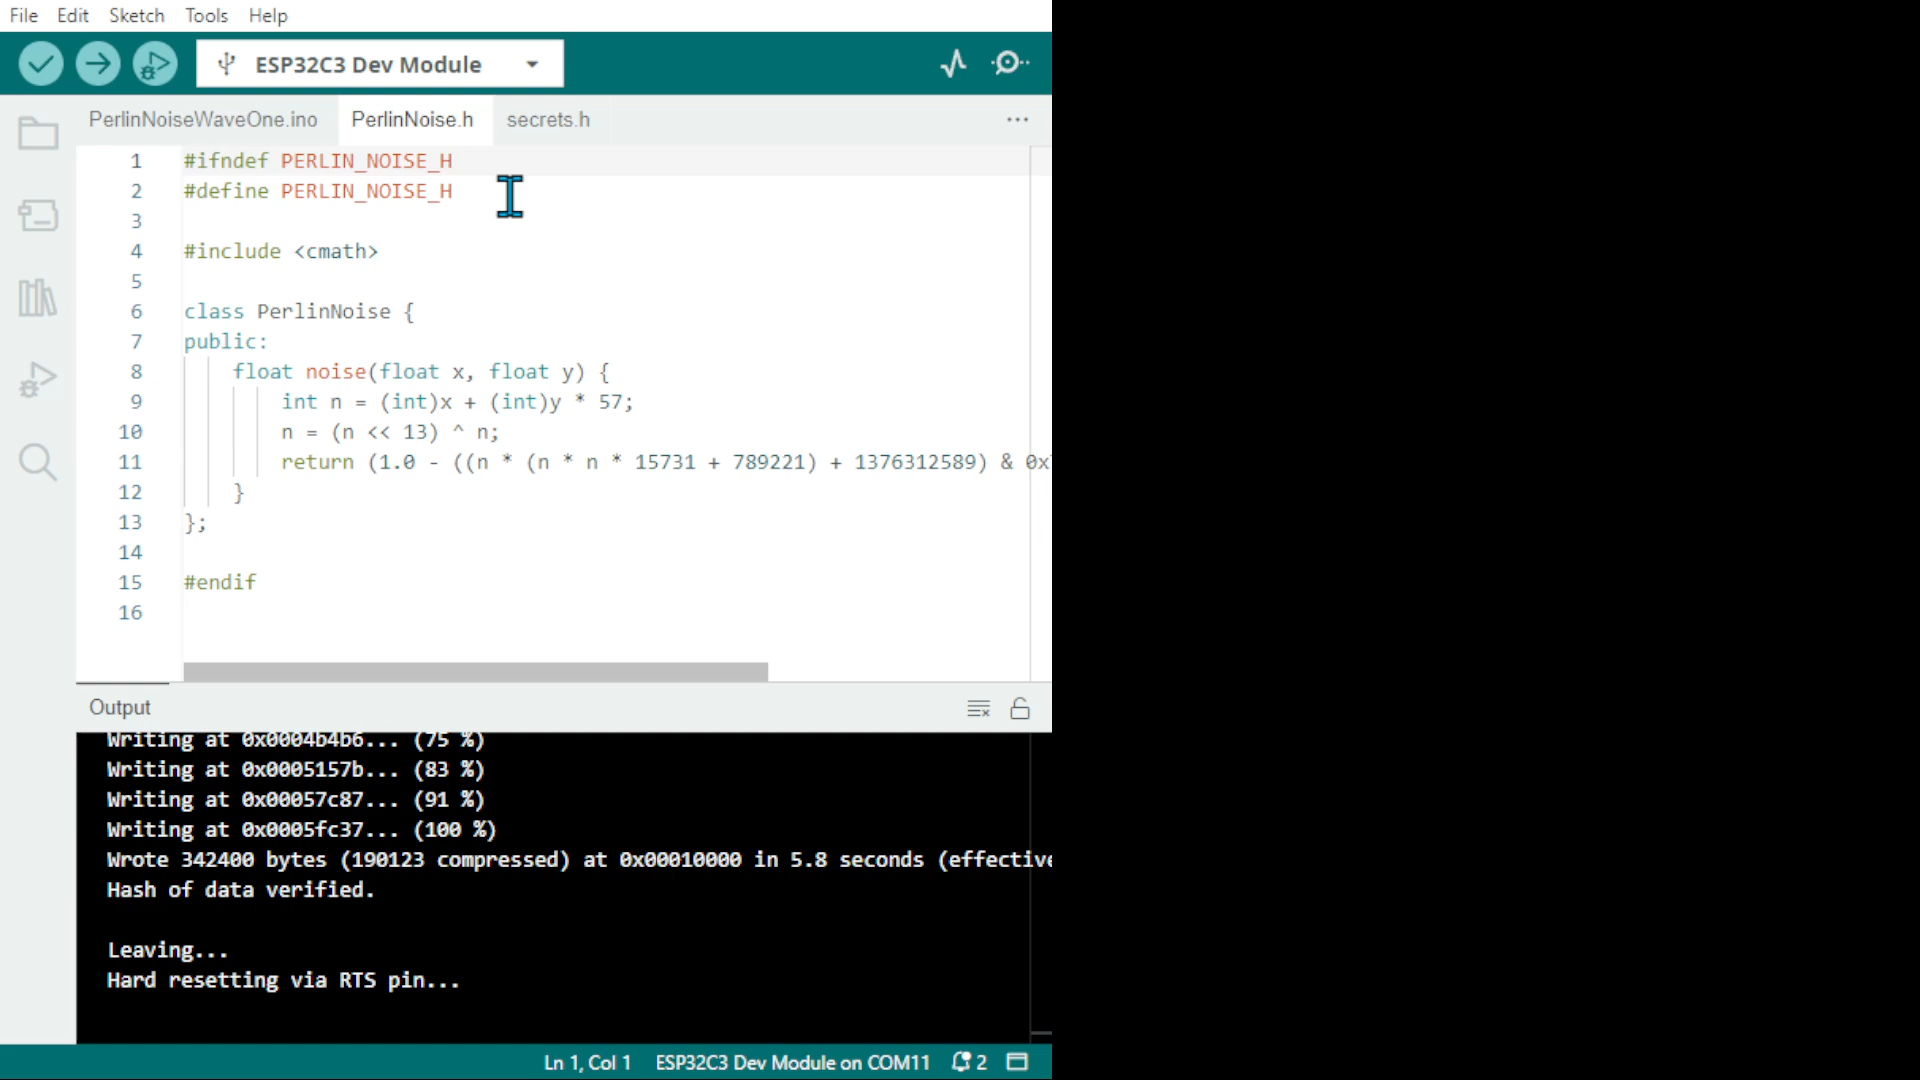 File Edit Sketch Tools Help
ESP32C3 Dev Module
PerlinNoiseWaveOne.ino PerlinNoise.h secrets.h ...
1 #ifndef PERLIN_NOISE_H
2 #define PERLIN_NOISE_H
3
4 #include <cmath>
5
6 class PerlinNoise {
7 public:
8 float noise(float x, float y) {
9 int n = (int)x + (int)y * 57;
10 n = (n << 13) ^ n;
11 return (1.0 - ((n * (n * n * 15731 + 789221) + 1376312589) & 0x
12 }
13 };
14
15 #endif
16
Output
Writing at 0x0004b4b6... (75 %)
Writing at 0x0005157b... (83 %)
Writing at 0x00057c87... (91 %)
Writing at 0x0005fc37... (100 %)
Wrote 342400 bytes (190123 compressed) at 0x00010000 in 5.8 seconds (effective
Hash of data verified.
Leaving...
Hard resetting via RTS pin...
Ln 1, Col 1 ESP32C3 Dev Module on COM11 2